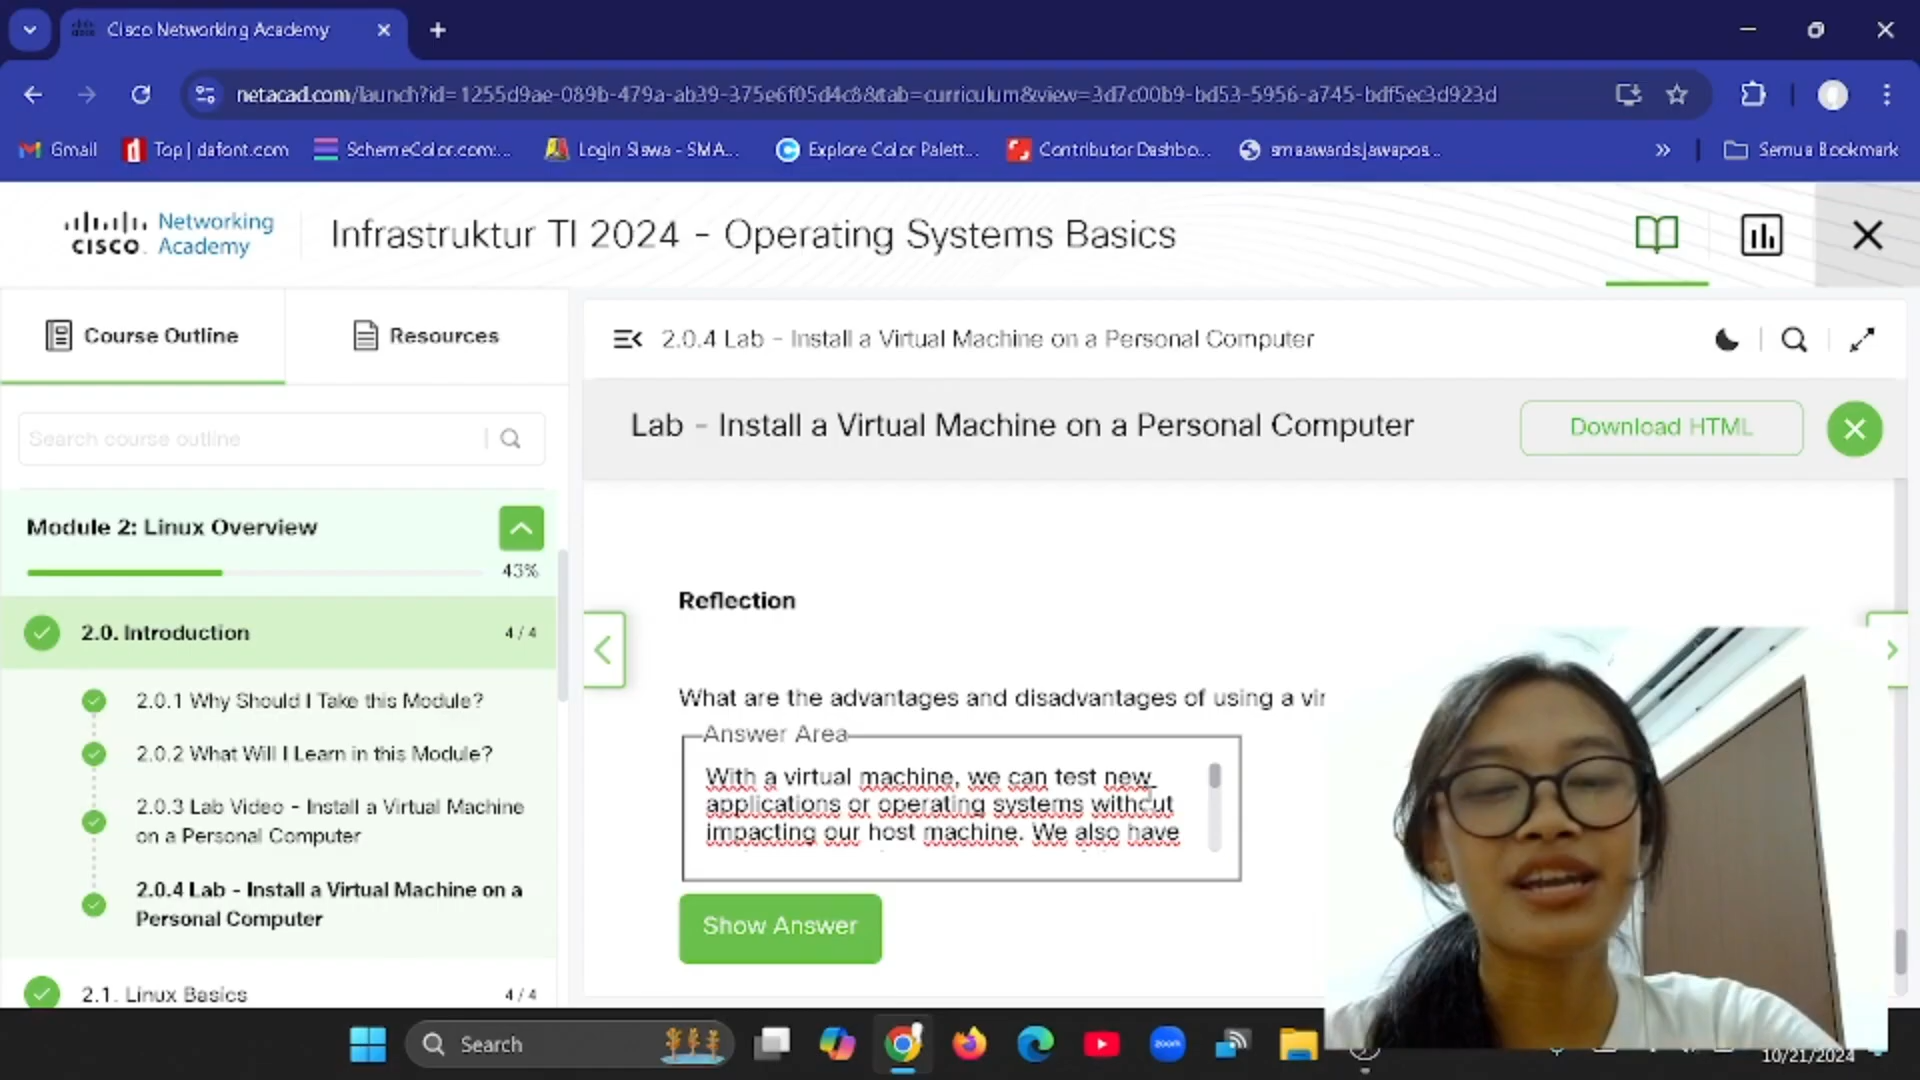 Cisco Networking Academy
netacad.com/launch?id=1255d9ae-089b-479a-ab39-375e6f05d4c8&tab=curriculum&view=3d7c00b9-bd53-5956-a745-bdf5ec3d923d
Gmail
Top | dafont.com
SchemeColor.com:...
Login Siswa - SMA...
Explore Color Palett...
Contributor Dashbo...
smaawards.jawapos...
Semua Bookmark
CISCO Networking Academy
Infrastruktur TI 2024 - Operating Systems Basics
Course Outline
Resources
2.0.4 Lab - Install a Virtual Machine on a Personal Computer
Search course outline
Lab - Install a Virtual Machine on a Personal Computer
Download HTML
Module 2: Linux Overview
43%
2.0. Introduction
4 / 4
2.0.1 Why Should I Take this Module?
2.0.2 What Will I Learn in this Module?
2.0.3 Lab Video - Install a Virtual Machine
on a Personal Computer
2.0.4 Lab - Install a Virtual Machine on a
Personal Computer
2.1. Linux Basics
4 / 4
Reflection
What are the advantages and disadvantages of using a
Answer Area
With a virtual machine, we can test new
applications or operating systems without
impacting our host machine. We also have
Show Answer
Search
zoom
10/21/2024